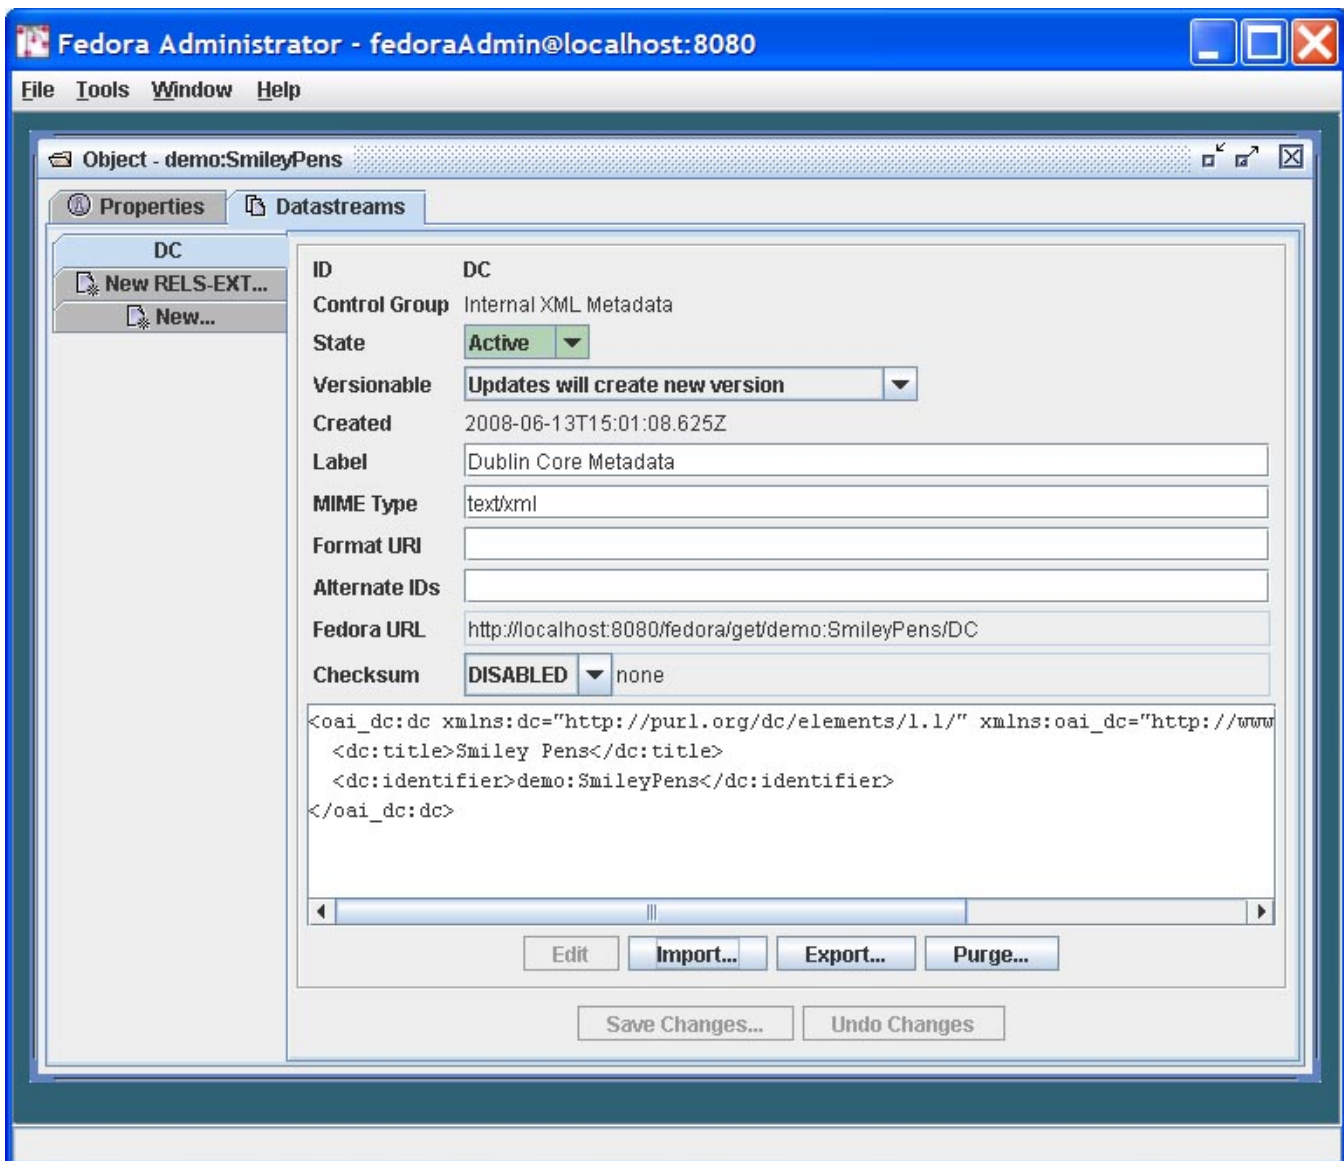 Fedora Administrator - fedoraAdmin@localhost:8080
File Tools Window Help
Object - demo:SmileyPens
Properties Datastreams
DC
New RELS-EXT...
New...
ID DC
Control Group Internal XML Metadata
State Active
Versionable Updates will create new version
Created 2008-06-13T15:01:08.625Z
Label Dublin Core Metadata
MIME Type text/xml
Format URI
Alternate IDs
Fedora URL http://localhost:8080/fedora/get/demo:SmileyPens/DC
Checksum DISABLED none
<oai_dc:dc xmlns:dc="http://purl.org/dc/elements/1.1/" xmlns:oai_dc="http://www
<dc:title>Smiley Pens</dc:title>
<dc:identifier>demo:SmileyPens</dc:identifier>
</oai_dc:dc>
Edit Import... Export... Purge...
Save Changes... Undo Changes